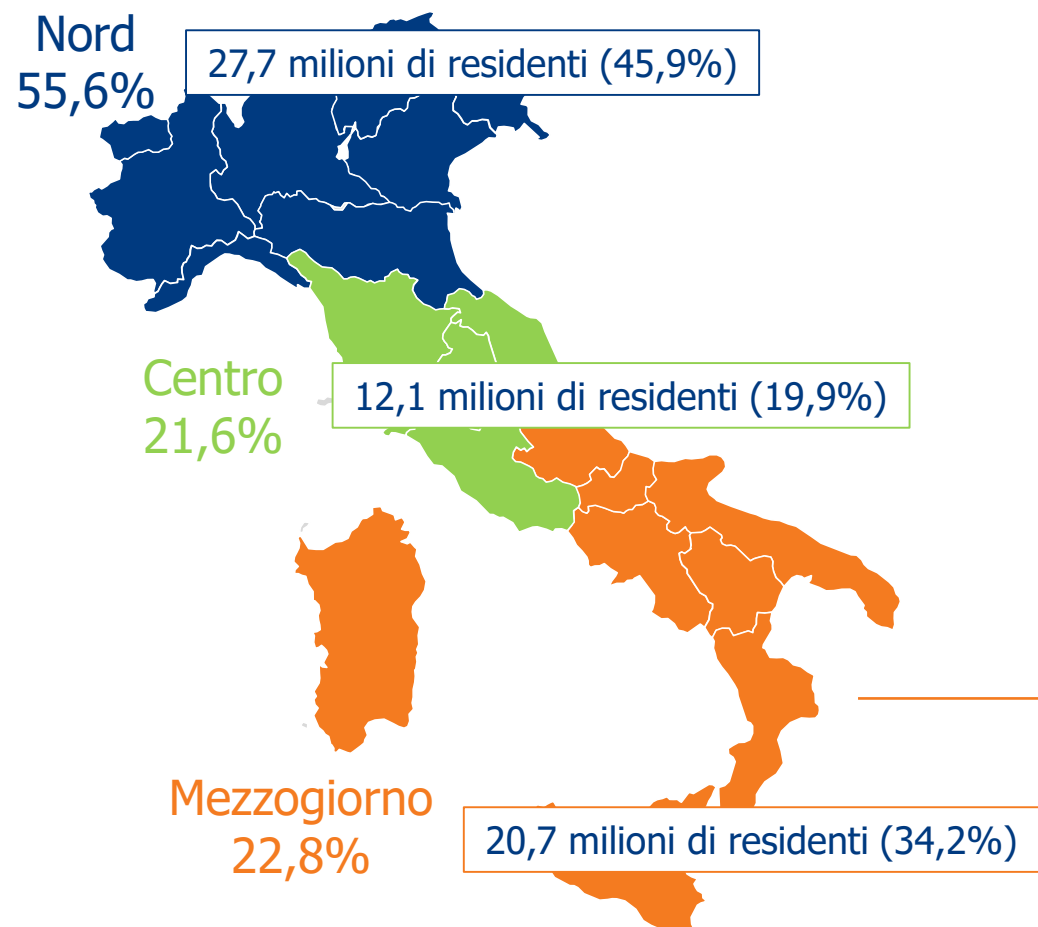 Nord
55,6%
27,7 milioni di residenti (45,9%)
Centro
21,6%
12,1 milioni di residenti (19,9%)
Mezzogiorno
22,8%
20,7 milioni di residenti (34,2%)